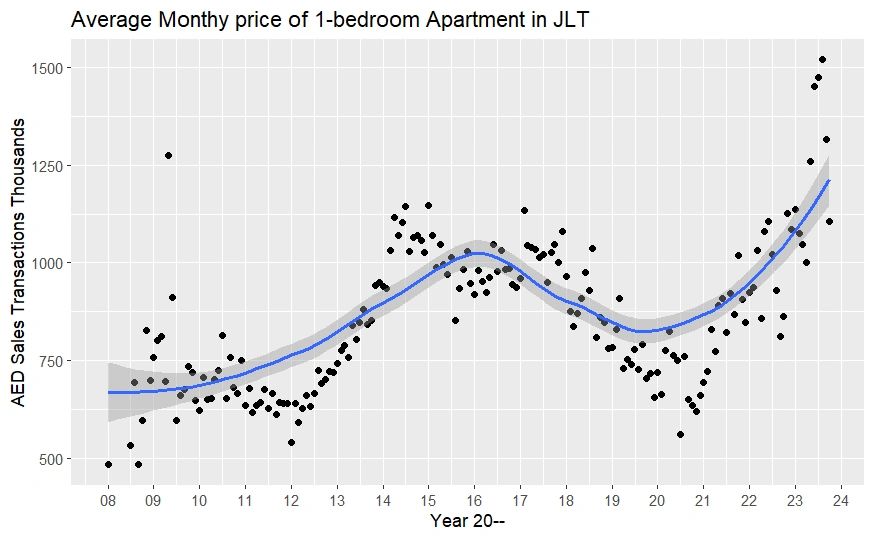 Average Monthy price of 1-bedroom Apartment in JLT
AED Sales Transactions Thousands
1500
1250
1000
750
500
08 09 10 11 12 13 14 15 16 17 18 19 20 21 22 23 24
Year 20--